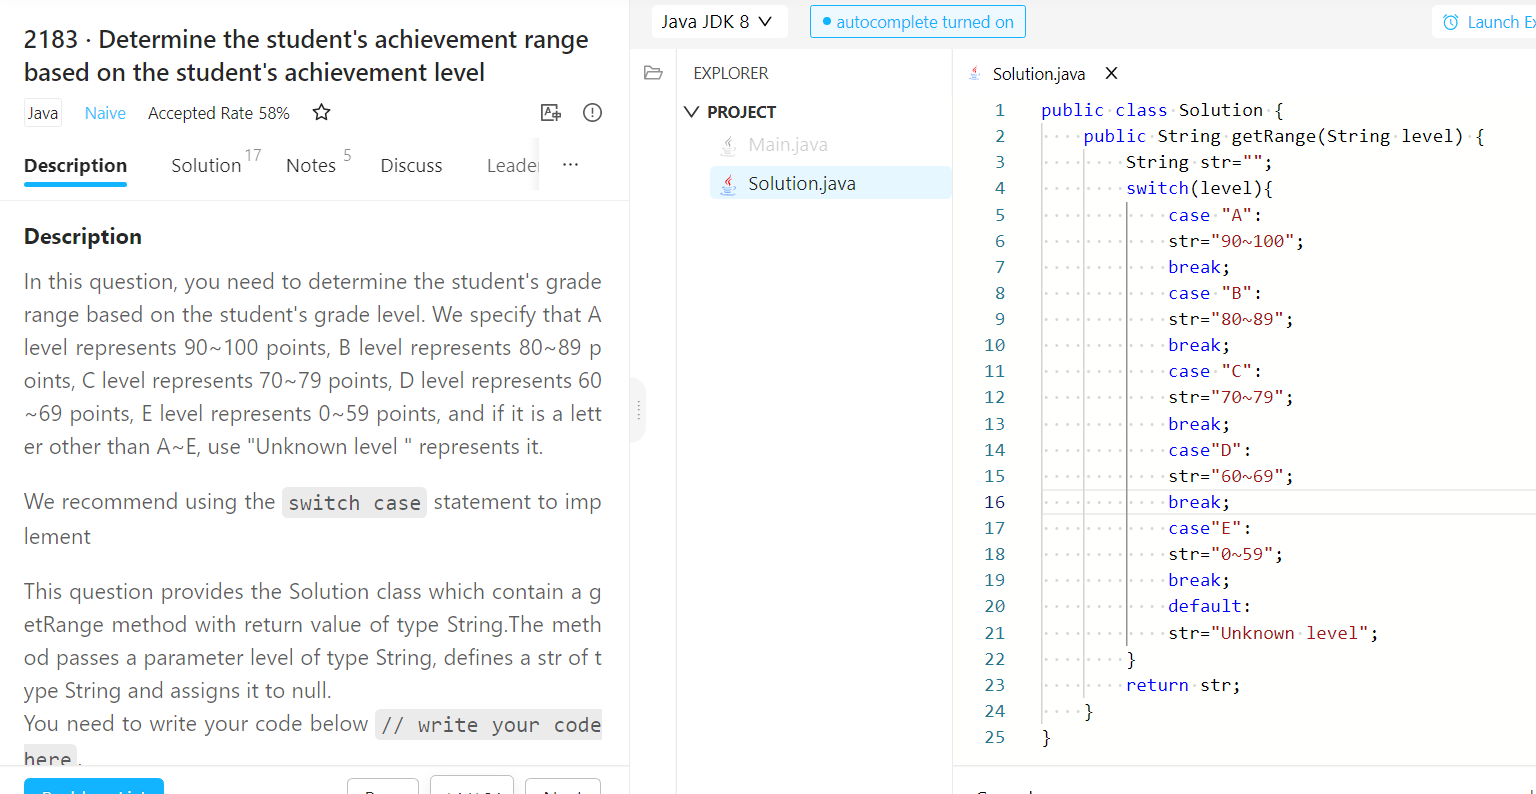 2183 · Determine the student's achievement range
based on the student's achievement level
Java Naive Accepted Rate 58%
Description Solution 17 Notes 5 Discuss Leader ···
Description
In this question, you need to determine the student's grade
range based on the student's grade level. We specify that A
level represents 90~100 points, B level represents 80~89 p
oints, C level represents 70~79 points, D level represents 60
~69 points, E level represents 0~59 points, and if it is a lett
er other than A~E, use "Unknown level " represents it.
We recommend using the switch case statement to imp
lement
This question provides the Solution class which contain a g
etRange method with return value of type String.The meth
od passes a parameter level of type String, defines a str of t
ype String and assigns it to null.
You need to write your code below // write your code
here .
Java JDK 8
autocomplete turned on
Launch Ex
EXPLORER
PROJECT
Main.java
Solution.java
Solution.java
1 public class Solution {
2 public String getRange(String level) {
3 String str="";
4 switch(level){
5 case "A":
6 str="90~100";
7 break;
8 case "B":
9 str="80~89";
10 break;
11 case "C":
12 str="70~79";
13 break;
14 case"D":
15 str="60~69";
16 break;
17 case"E":
18 str="0~59";
19 break;
20 default:
21 str="Unknown level";
22 }
23 return str;
24 }
25 }